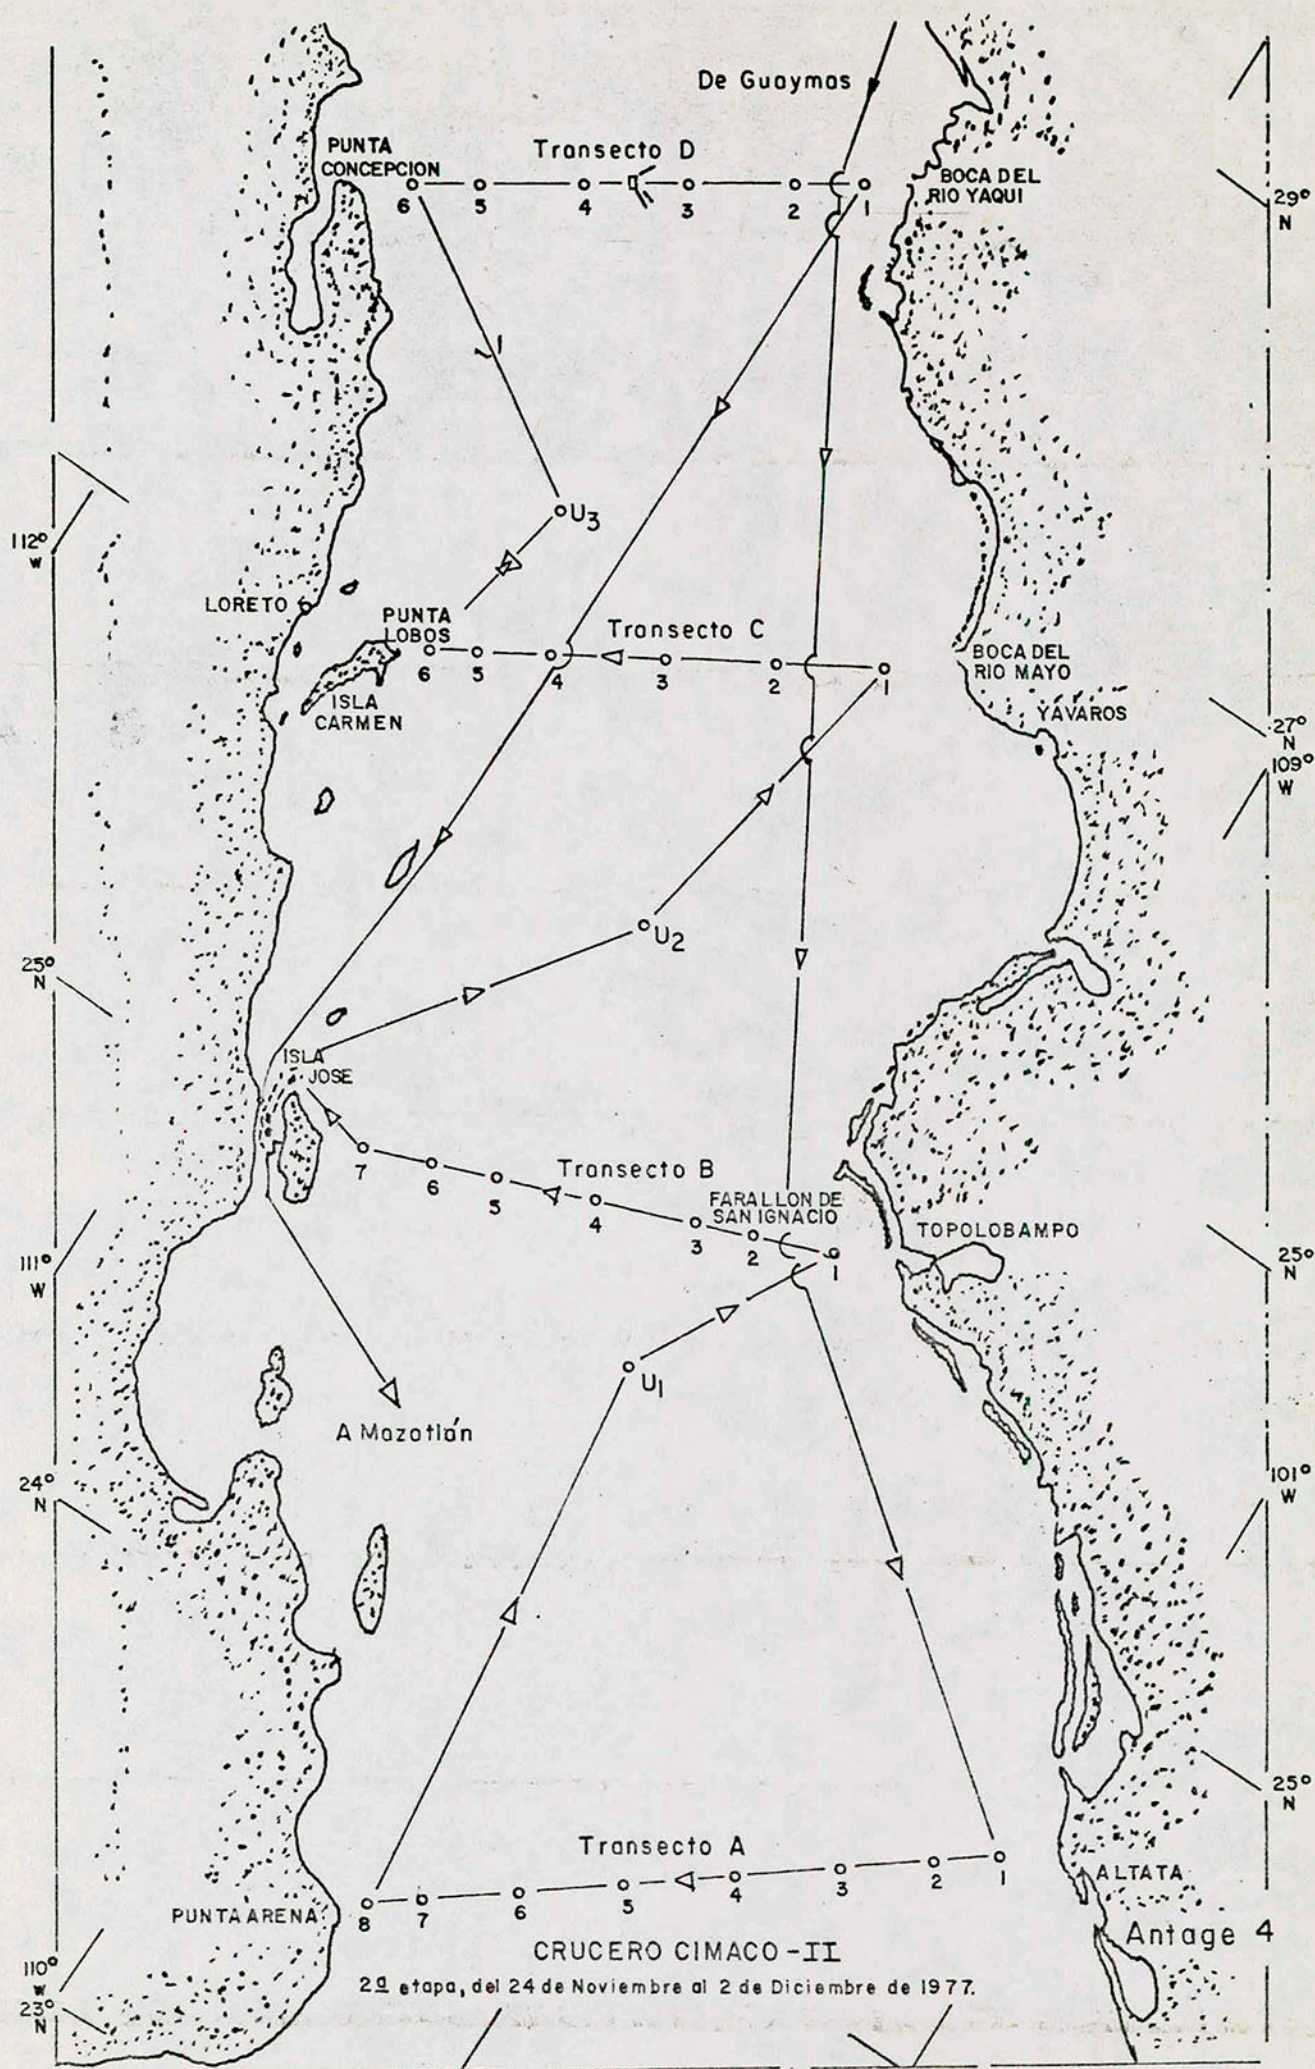 De Guaymas
PUNTA
CONCEPCION
Transecto D
BOCA DEL
RIO YAQUI
6 5 4 3 2 1
29°
N
U3
112°
W
LORETO
PUNTA
LOBOS
Transecto C
6 5 4 3 2 1
BOCA DEL
RIO MAYO
ISLA
CARMEN
YAVAROS
27°
N
109°
W
U2
25°
N
ISLA
JOSE
Transecto B
7 6 5 4 3 2 1
FARALLON DE
SAN IGNACIO
TOPOLOBAMPO
111°
W
25°
N
U1
A Mazatlán
24°
N
101°
W
25°
N
Transecto A
8 7 6 5 4 3 2 1
ALTATA
PUNTA ARENA
Antage 4
CRUCERO CIMACO-II
2ª etapa, del 24 de Noviembre al 2 de Diciembre de 1977.
110°
W
23°
N